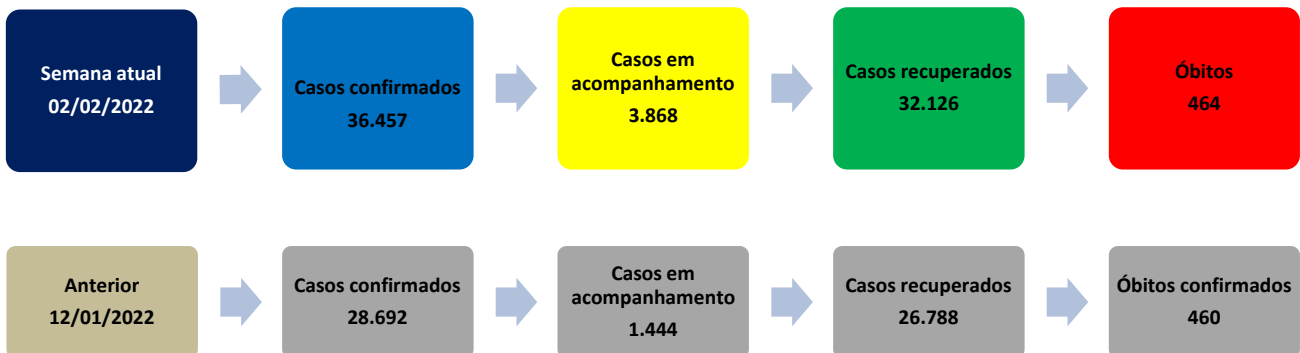 Semana atual
02/02/2022
Casos confirmados
36.457
Casos em
acompanhamento
3.868
Casos recuperados
32.126
Óbitos
464
Anterior
12/01/2022
Casos confirmados
28.692
Casos em
acompanhamento
1.444
Casos recuperados
26.788
Óbitos confirmados
460